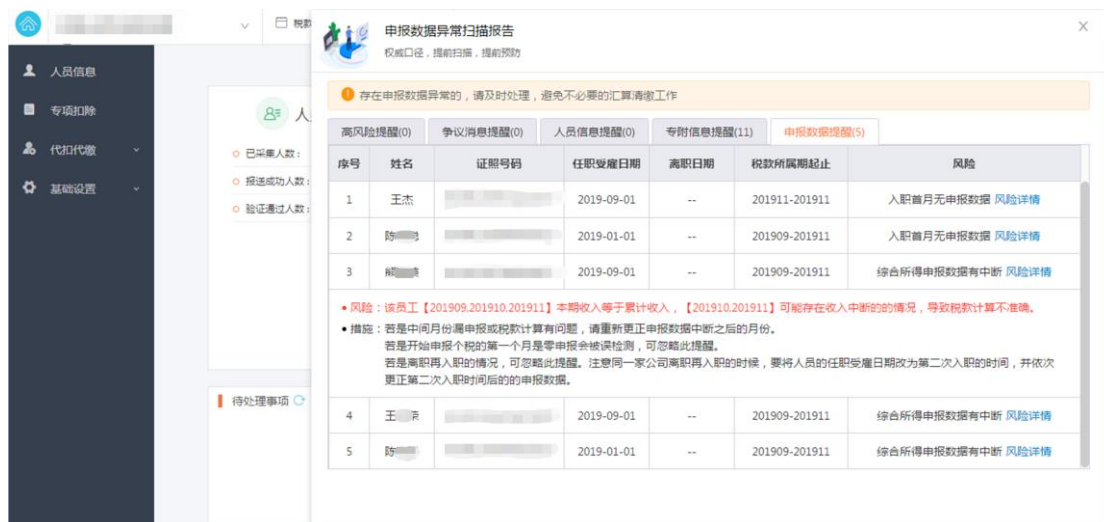 税款
人员信息
专项扣除
代扣代缴
基础设置
人
已采集人数：
报送成功人数：
验证通过人数：
待处理事项
申报数据异常扫描报告
权威口径，提前扫描，提前预防
存在申报数据异常的，请及时处理，避免不必要的汇算清缴工作
高风险提醒(0) 争议消息提醒(0) 人员信息提醒(0) 专附信息提醒(11) 申报数据提醒(5)
序号 姓名 证照号码 任职受雇日期 离职日期 税款所属期起止 风险
1 王杰 2019-09-01 -- 201911-201911 入职首月无申报数据 风险详情
2 陈 2019-01-01 -- 201909-201911 入职首月无申报数据 风险详情
3 熊 2019-09-01 -- 201909-201911 综合所得申报数据有中断 风险详情
• 风险：该员工【201909.201910.201911】本期收入等于累计收入，【201910.201911】可能存在收入中断的的情况，导致税款计算不准确。
• 措施：若是中间月份漏申报或税款计算有问题，请重新更正申报数据中断之后的月份。
若是开始申报个税的第一个月是零申报会被误检测，可忽略此提醒。
若是离职再入职的情况，可忽略此提醒。注意同一家公司离职再入职的时候，要将人员的任职受雇日期改为第二次入职的时间，并依次
更正第二次入职时间后的的申报数据。
4 王 2019-09-01 -- 201909-201911 综合所得申报数据有中断 风险详情
5 陈 2019-01-01 -- 201909-201911 综合所得申报数据有中断 风险详情